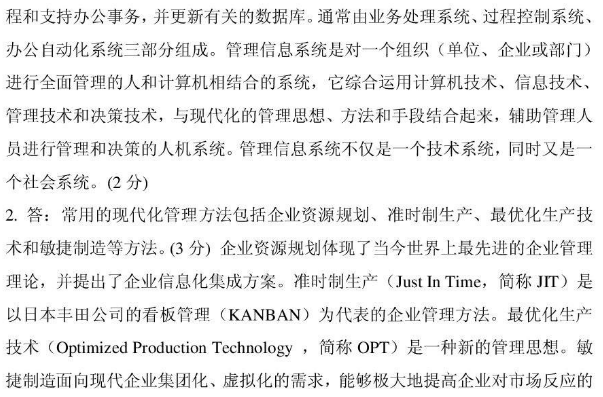 程和支持办公事务，并更新有关的数据库。通常由业务处理系统、过程控制系统、
办公自动化系统三部分组成。管理信息系统是对一个组织（单位、企业或部门）
进行全面管理的人和计算机相结合的系统，它综合运用计算机技术、信息技术、
管理技术和决策技术，与现代化的管理思想、方法和手段结合起来，辅助管理人
员进行管理和决策的人机系统。管理信息系统不仅是一个技术系统，同时又是一
个社会系统。(2 分)
2. 答：常用的现代化管理方法包括企业资源规划、准时制生产、最优化生产技
术和敏捷制造等方法。(3 分) 企业资源规划体现了当今世界上最先进的企业管理
理论，并提出了企业信息化集成方案。准时制生产（Just In Time，简称 JIT）是
以日本丰田公司的看板管理（KANBAN）为代表的企业管理方法。最优化生产
技术（Optimized Production Technology ，简称 OPT）是一种新的管理思想。敏
捷制造面向现代企业集团化、虚拟化的需求，能够极大地提高企业对市场反应的